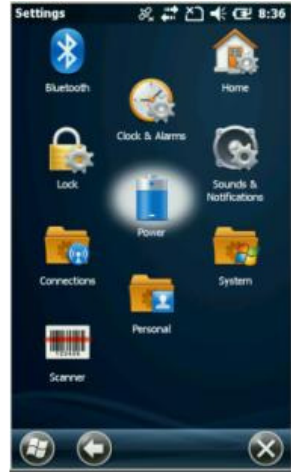 Settings
8:36
Bluetooth
Home
Clock & Alarms
Lock
Sounds &
Notifications
Power
Connections
System
Personal
Scanner